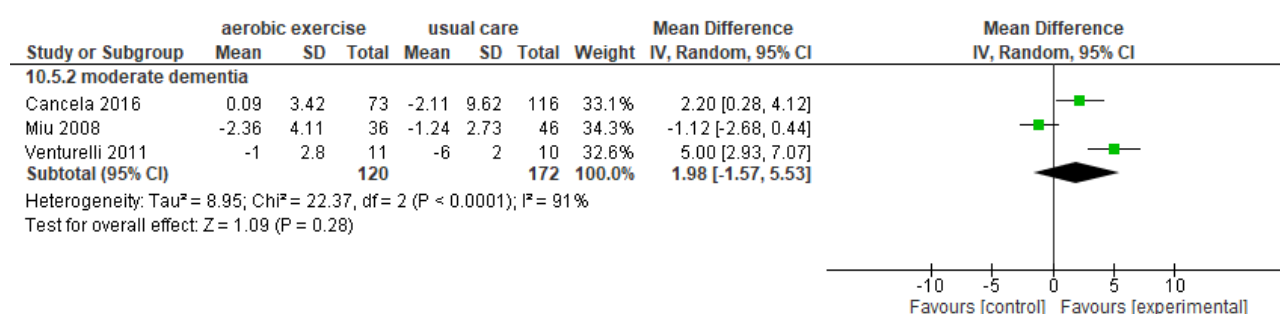 aerobic exercise usual care Mean Difference Mean Difference
Study or Subgroup Mean SD Total Mean SD Total Weight IV, Random, 95% CI IV, Random, 95% CI
10.5.2 moderate dementia
Cancela 2016 0.09 3.42 73 -2.11 9.62 116 33.1% 2.20 [0.28, 4.12]
Miu 2008 -2.36 4.11 36 -1.24 2.73 46 34.3% -1.12 [-2.68, 0.44]
Venturelli 2011 -1 2.8 11 -6 2 10 32.6% 5.00 [2.93, 7.07]
Subtotal (95% CI) 120 172 100.0% 1.98 [-1.57, 5.53]
Heterogeneity: Tau² = 8.95; Chi² = 22.37, df = 2 (P < 0.0001); I² = 91%
Test for overall effect: Z = 1.09 (P = 0.28)
-10 -5 0 5 10
Favours [control] Favours [experimental]